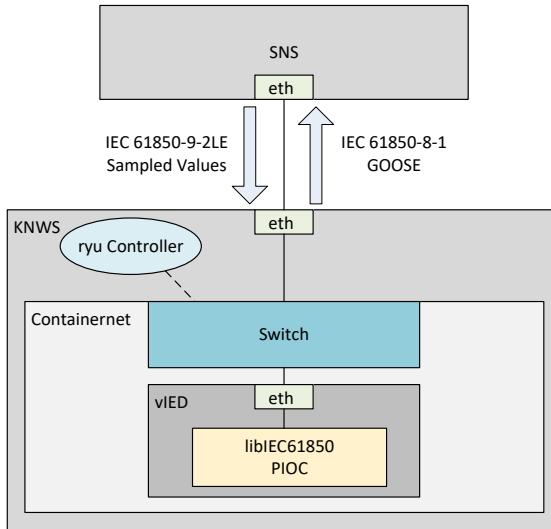 SNS
eth
IEC 61850-9-2LE
Sampled Values
IEC 61850-8-1
GOOSE
KNWS
eth
ryu Controller
Containernet
Switch
vIED
eth
libIEC61850
PIOC